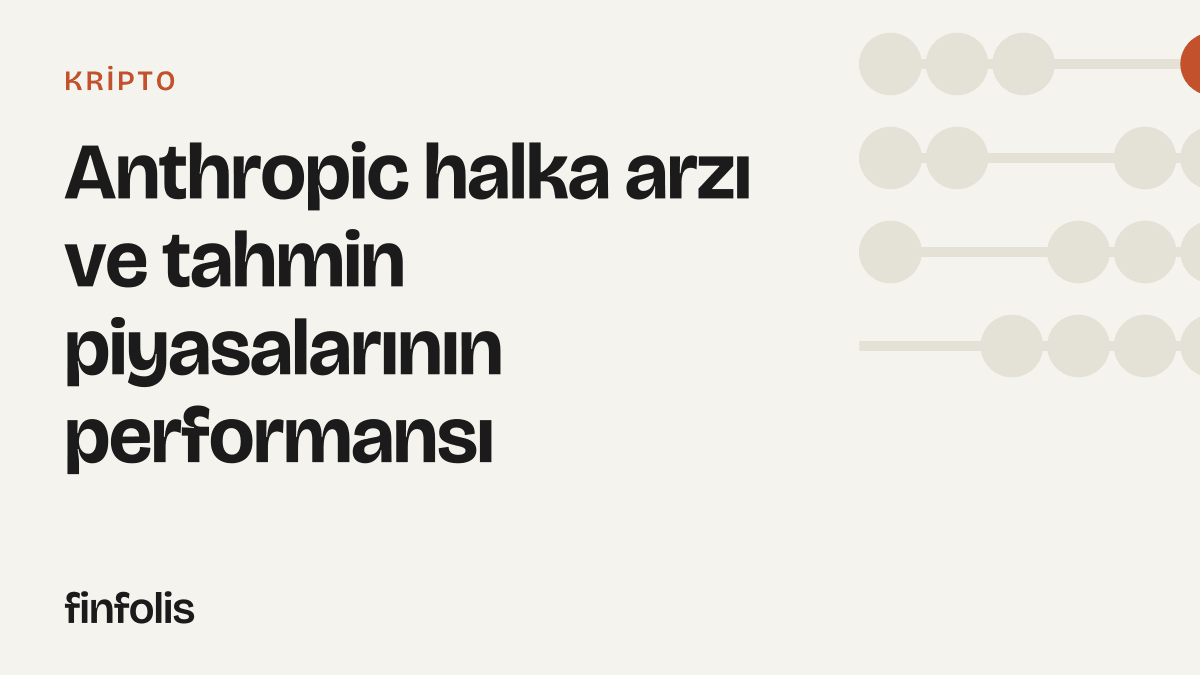 KRİPTO
Anthropic halka arzı
ve tahmin
piyasalarının
performansı
finfolis